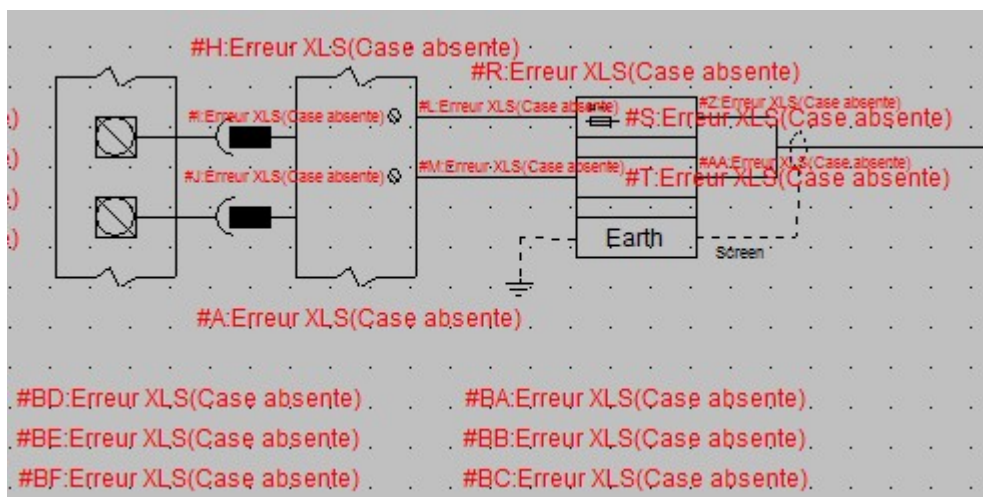 #H:Erreur XLS(Case absente)
#R:Erreur XLS(Case absente)
#I:Erreur XLS(Case absente)
#L:Erreur XLS(Case absente)
#Z:Erreur XLS(Case absente)
#S:Erreur XLS(Case absente)
#J:Erreur XLS(Case absente)
#M:Erreur XLS(Case absente)
#AA:Erreur XLS(Case absente)
#T:Erreur XLS(Case absente)
Earth
Screen
#A:Erreur XLS(Case absente)
#BD:Erreur XLS(Case absente)
#BA:Erreur XLS(Case absente)
#BE:Erreur XLS(Case absente)
#BB:Erreur XLS(Case absente)
#BF:Erreur XLS(Case absente)
#BC:Erreur XLS(Case absente)